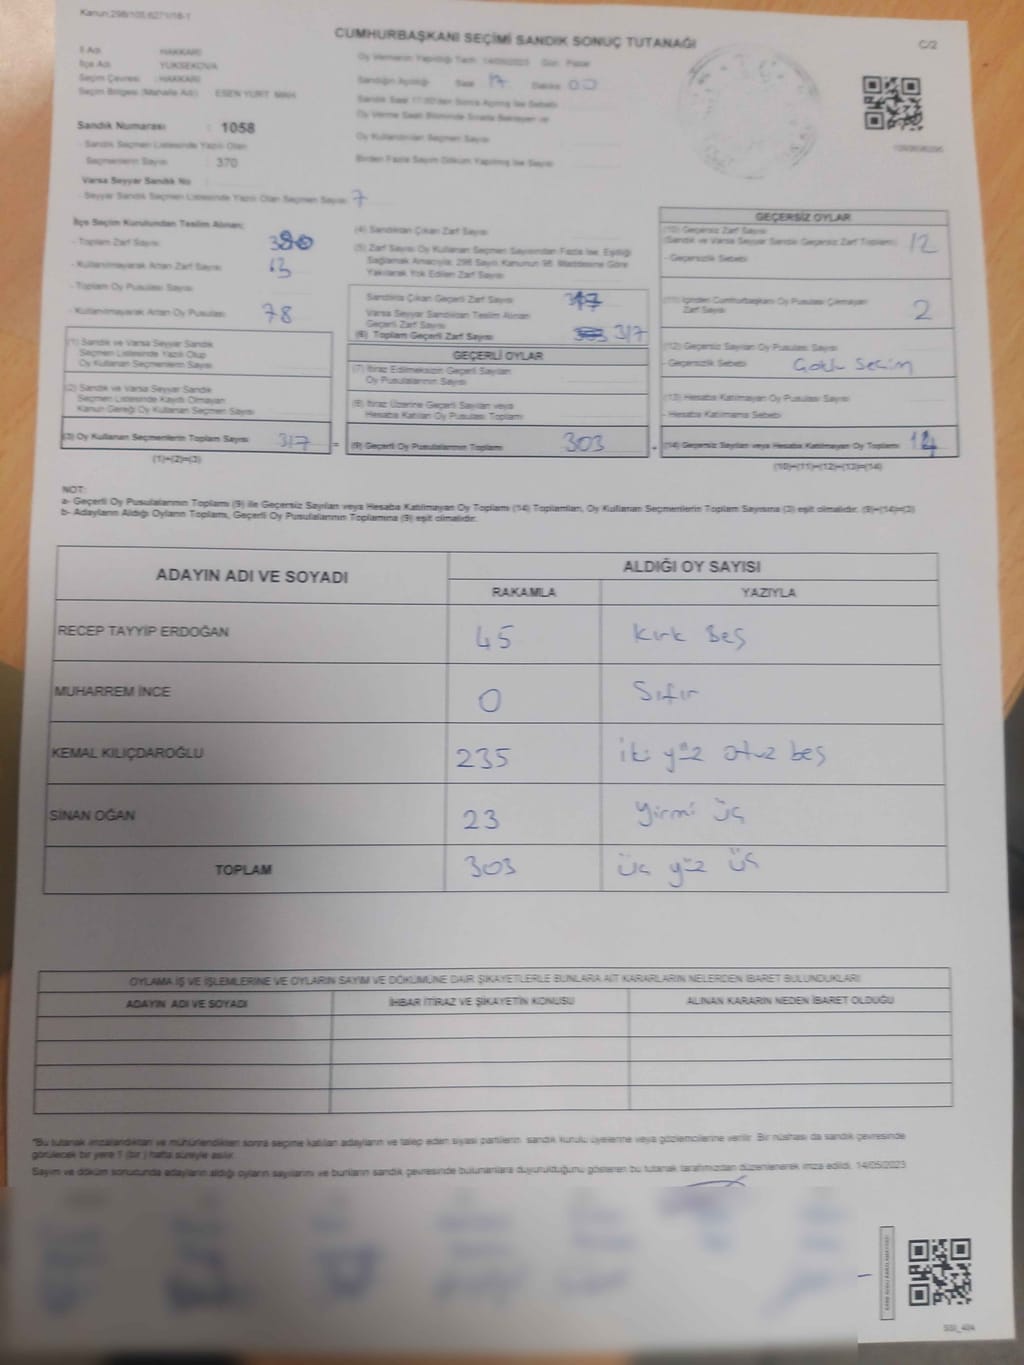 Kanun:298/105,6271/18-1
CUMHURBAŞKANI SEÇİMİ SANDIK SONUÇ TUTANAĞI
C/2
İl Adı HAKKARİ
İlçe Adı YÜKSEKOVA
Seçim Çevresi : HAKKARİ
Seçim Bölgesi (Mahalle Adı) : ESEN YURT MAH
Oy Vermenin Yapıldığı Tarih 14/05/2023 Gün Pazar
Sandığın Açıldığı Saat 17 Dakika 00
Sandık Saat 17.00'den Sonra Açılmış İse Sebebi
Oy Verme Saati Bitiminde Sırada Bekleyen ve
Oy Kullandırılan Seçmen Sayısı
Birden Fazla Sayım Döküm Yapılmış İse Sayısı
Sandık Numarası : 1058
- Sandık Seçmen Listesinde Yazılı Olan
Seçmenlerin Sayısı : 370
Varsa Seyyar Sandık No
- Seyyar Sandık Seçmen Listesinde Yazılı Olan Seçmen Sayısı 7
İlçe Seçim Kurulundan Teslim Alınan;
- Toplam Zarf Sayısı
- Kullanılmayarak Artan Zarf Sayısı
- Toplam Oy Pusulası Sayısı
- Kullanılmayarak Artan Oy Pusulası 78
(1) Sandık ve Varsa Seyyar Sandık
Seçmen Listesinde Yazılı Olup
Oy Kullanan Seçmenlerin Sayısı
(2) Sandık ve Varsa Seyyar Sandık
Seçmen Listesinde Kayıtlı Olmayan
Kanun Gereği Oy Kullanan Seçmen Sayısı
(3) Oy Kullanan Seçmenlerin Toplam Sayısı 317 =
(1)+(2)=(3)
(4) Sandıktan Çıkan Zarf Sayısı
(5) Zarf Sayısı Oy Kullanan Seçmen Sayısından Fazla İse, Eşitliği
Sağlamak Amacıyla, 298 Sayılı Kanunun 98. Maddesine Göre
Yakılarak Yok Edilen Zarf Sayısı
Sandıkta Çıkan Geçerli Zarf Sayısı
Varsa Seyyar Sandıktan Teslim Alınan
Geçerli Zarf Sayısı
(6) Toplam Geçerli Zarf Sayısı 317
GEÇERLİ OYLAR
(7) İtiraz Edilmeksizin Geçerli Sayılan
Oy Pusulalarının Sayısı
(8) İtiraz Üzerine Geçerli Sayılan veya
Hesaba Katılan Oy Pusulası Toplamı
(9) Geçerli Oy Pusulalarının Toplamı 303 +
GEÇERSİZ OYLAR
(10) Geçersiz Zarf Sayısı
(Sandık ve Varsa Seyyar Sandık Geçersiz Zarf Toplamı) 12
- Geçersizlik Sebebi
(11) İçinden Cumhurbaşkanı Oy Pusulası Çıkmayan
Zarf Sayısı 2
(12) Geçersiz Sayılan Oy Pusulası Sayısı
- Geçersizlik Sebebi Çoklu Seçim
(13) Hesaba Katılmayan Oy Pusulası Sayısı
- Hesaba Katılmama Sebebi
(14) Geçersiz Sayılan veya Hesaba Katılmayan Oy Toplamı 14
(10)+(11)+(12)+(13)=(14)
NOT:
a- Geçerli Oy Pusulalarının Toplamı (9) ile Geçersiz Sayılan veya Hesaba Katılmayan Oy Toplamı (14) Toplamları, Oy Kullanan Seçmenlerin Toplam Sayısına (3) eşit olmalıdır. (9)+(14)=(3)
b- Adayların Aldığı Oyların Toplamı, Geçerli Oy Pusulalarının Toplamına (9) eşit olmalıdır.
ADAYIN ADI VE SOYADI
ALDIĞI OY SAYISI
RAKAMLA YAZIYLA
RECEP TAYYİP ERDOĞAN 45 Kırk Beş
MUHARREM İNCE 0 Sıfır
KEMAL KILIÇDAROĞLU 235 iki yüz otuz beş
SİNAN OĞAN 23 Yirmi üç
TOPLAM 303 üç yüz üç
OYLAMA İŞ VE İŞLEMLERİNE VE OYLARIN SAYIM VE DÖKÜMÜNE DAİR ŞİKAYETLERLE BUNLARA AİT KARARLARIN NELERDEN İBARET BULUNDUKLARI
ADAYIN ADI VE SOYADI İHBAR İTİRAZ VE ŞİKAYETİN KONUSU ALINAN KARARIN NEDEN İBARET OLDUĞU
*Bu tutanak imzalandıktan ve mühürlendikten sonra seçime katılan adayların ve talep eden siyasi partilerin sandık kurulu üyelerine veya gözlemcilerine verilir. Bir nüshası da sandık çevresinde
görülecek bir yere 1 (bir) hafta süreyle asılır.
Sayım ve döküm sonucunda adayların aldığı oyların sayılarını ve bunların sandık çevresinde bulunanlara duyurulduğunu gösteren bu tutanak tarafımızdan düzenlenerek imza edildi. 14/05/2023